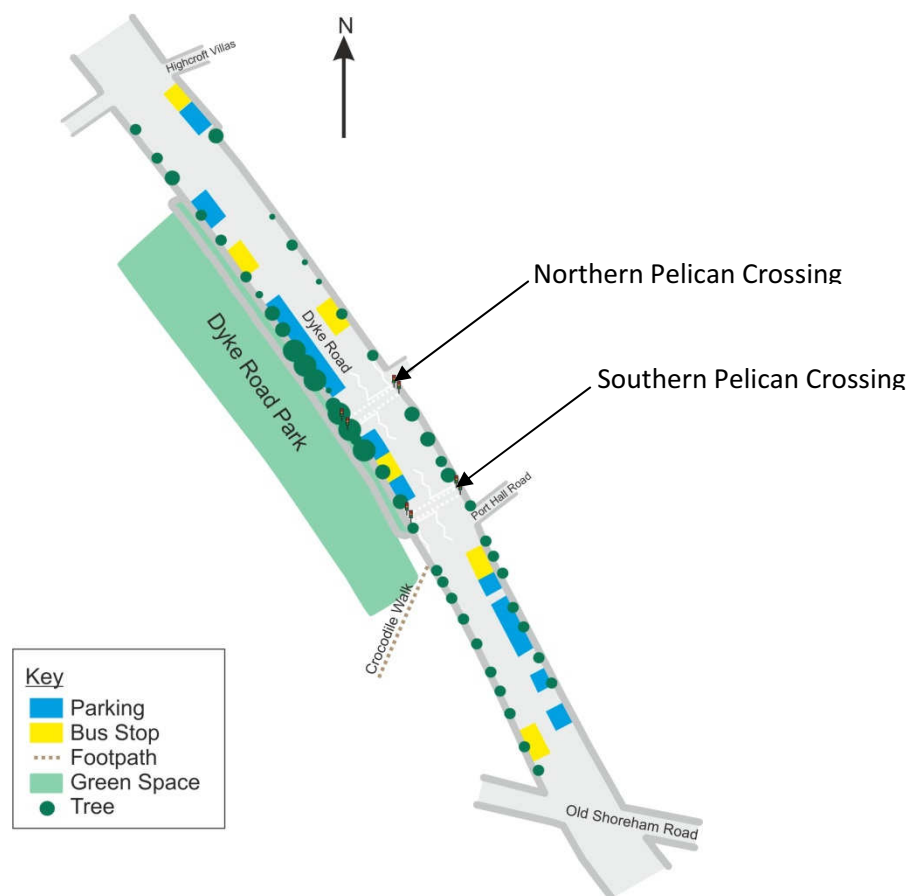 N
Highcroft Villas
Northern Pelican Crossing
Dyke Road
Dyke Road Park
Southern Pelican Crossing
Port Hall Road
Crocodile Walk
Key
Parking
Bus Stop
Footpath
Green Space
Tree
Old Shoreham Road